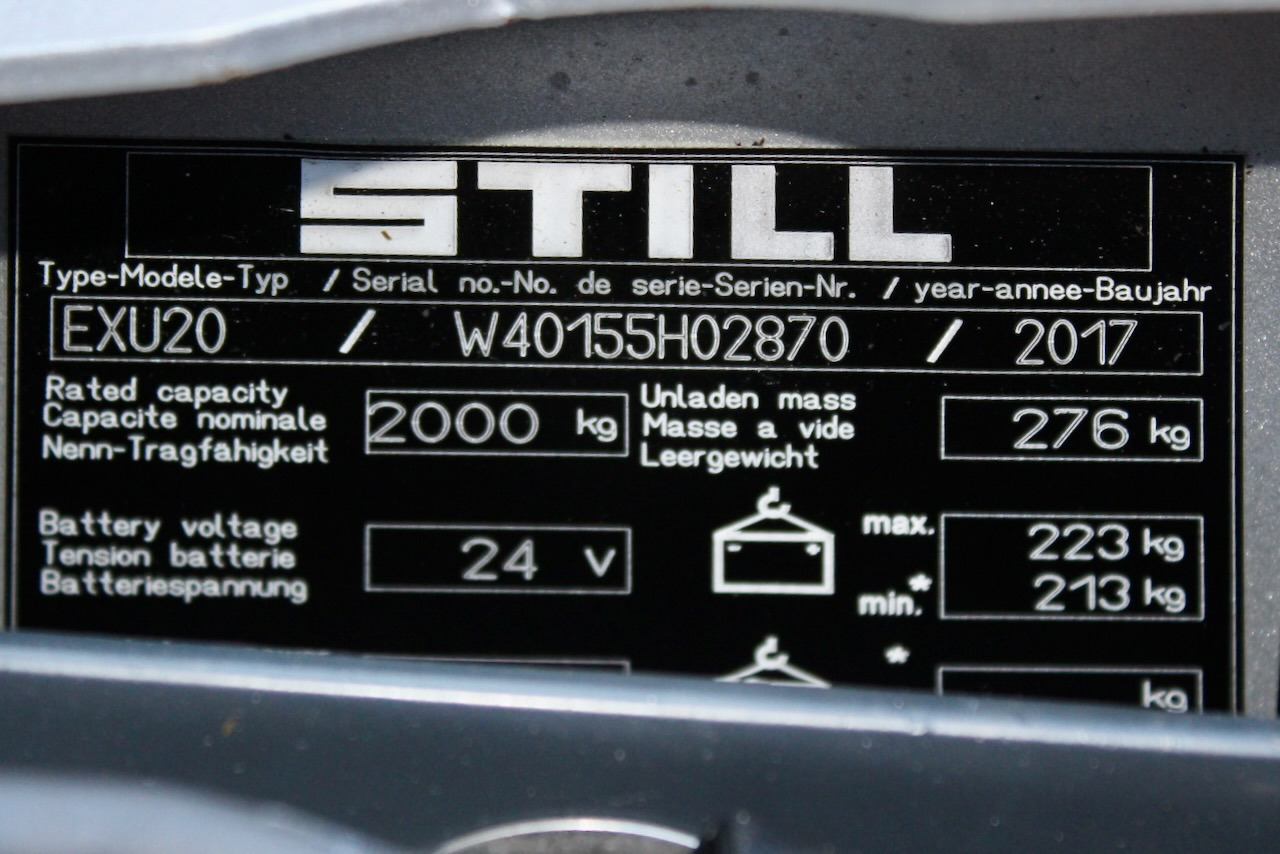 STILL
Type-Modele-Typ / Serial no.-No. de serie-Serien-Nr. / year-annee-Baujahr
EXU20 / W40155H02870 / 2017
Rated capacity
Capacite nominale
Nenn-Tragfähigkeit
2000 kg
Unladen mass
Masse a vide
Leergewicht
276 kg
Battery voltage
Tension batterie
Batteriespannung
24 V
max. 223 kg
min.* 213 kg
* kg